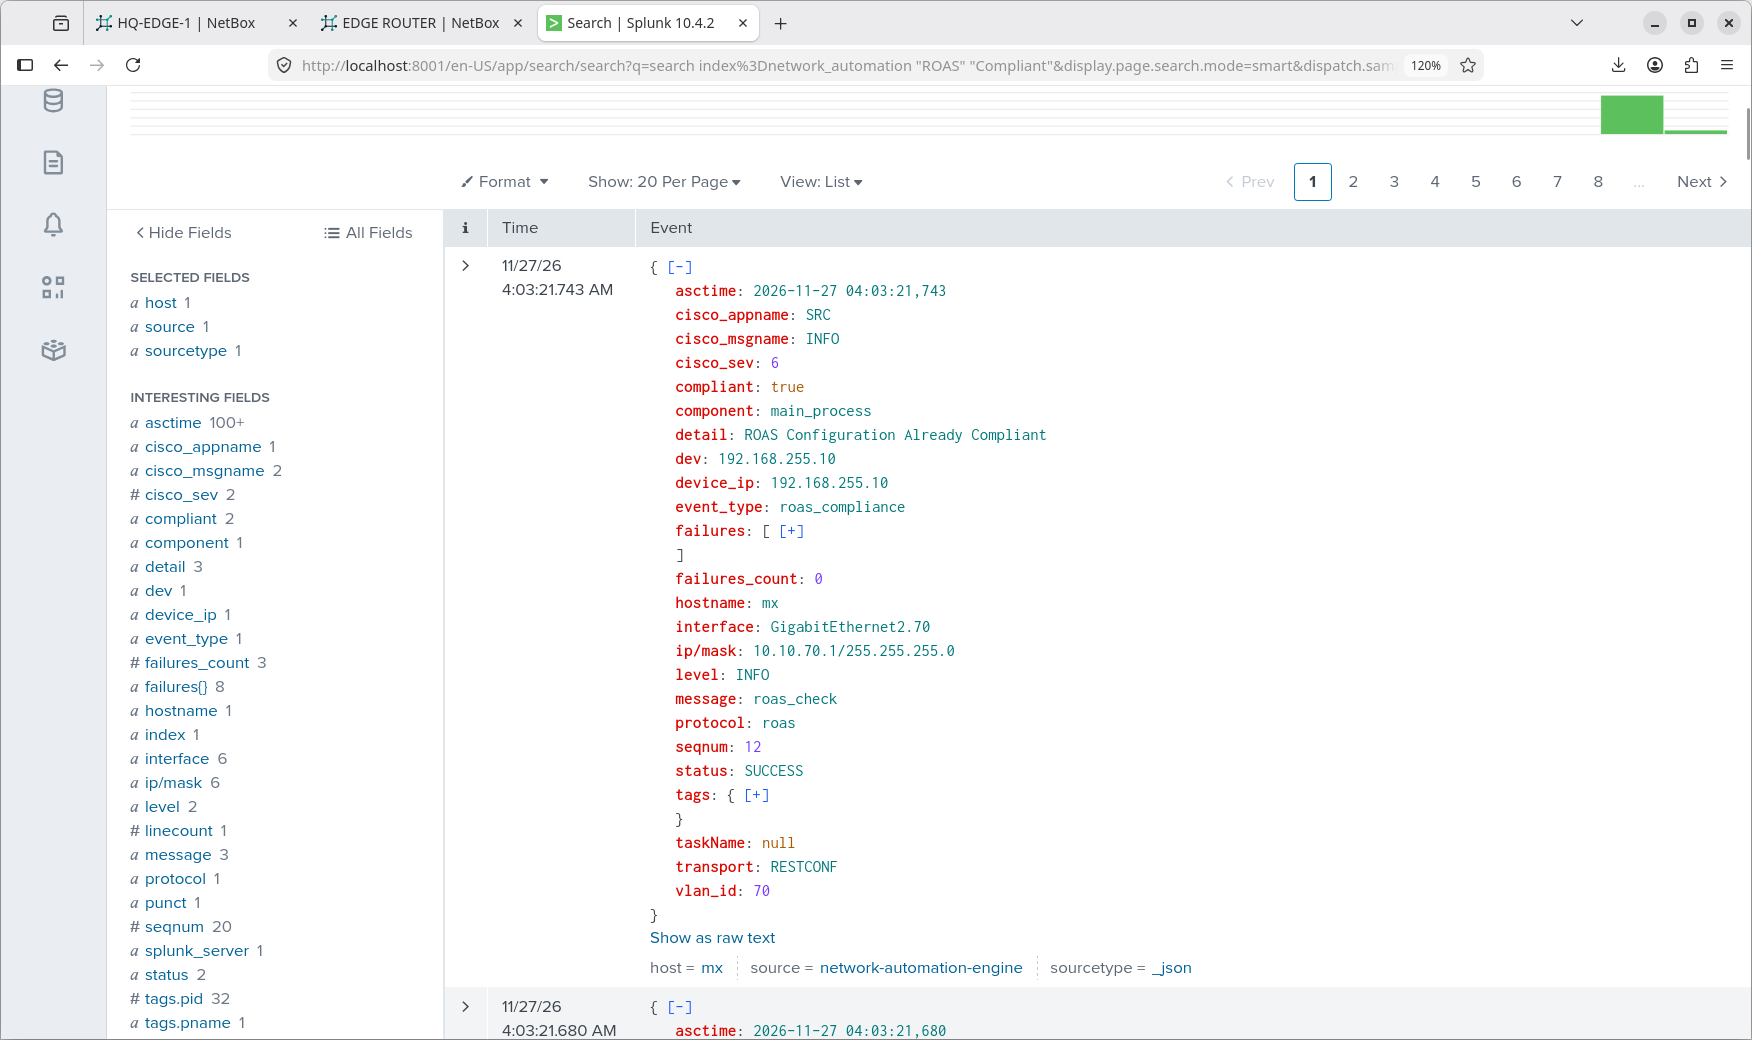 HQ-EDGE-1 | NetBox
EDGE ROUTER | NetBox
Search | Splunk 10.4.2
http://localhost:8001/en-US/app/search/search?q=search index%3Dnetwork_automation "ROAS" "Compliant"&display.page.search.mode=smart&dispatch.sam
120%
Format
Show: 20 Per Page
View: List
Prev 1 2 3 4 5 6 7 8 ... Next
Hide Fields
All Fields
SELECTED FIELDS
a host 1
a source 1
a sourcetype 1
INTERESTING FIELDS
a asctime 100+
a cisco_appname 1
a cisco_msgname 2
# cisco_sev 2
a compliant 2
a component 1
a detail 3
a dev 1
a device_ip 1
a event_type 1
# failures_count 3
a failures{} 8
a hostname 1
a index 1
a interface 6
a ip/mask 6
a level 2
# linecount 1
a message 3
a protocol 1
a punct 1
# seqnum 20
a splunk_server 1
a status 2
# tags.pid 32
a tags.pname 1
i Time Event
11/27/26
4:03:21.743 AM
{ [-]
asctime: 2026-11-27 04:03:21,743
cisco_appname: SRC
cisco_msgname: INFO
cisco_sev: 6
compliant: true
component: main_process
detail: ROAS Configuration Already Compliant
dev: 192.168.255.10
device_ip: 192.168.255.10
event_type: roas_compliance
failures: [ [+]
]
failures_count: 0
hostname: mx
interface: GigabitEthernet2.70
ip/mask: 10.10.70.1/255.255.255.0
level: INFO
message: roas_check
protocol: roas
seqnum: 12
status: SUCCESS
tags: { [+]
}
taskName: null
transport: RESTCONF
vlan_id: 70
}
Show as raw text
host = mx source = network-automation-engine sourcetype = _json
11/27/26
4:03:21.680 AM
{ [-]
asctime: 2026-11-27 04:03:21,680